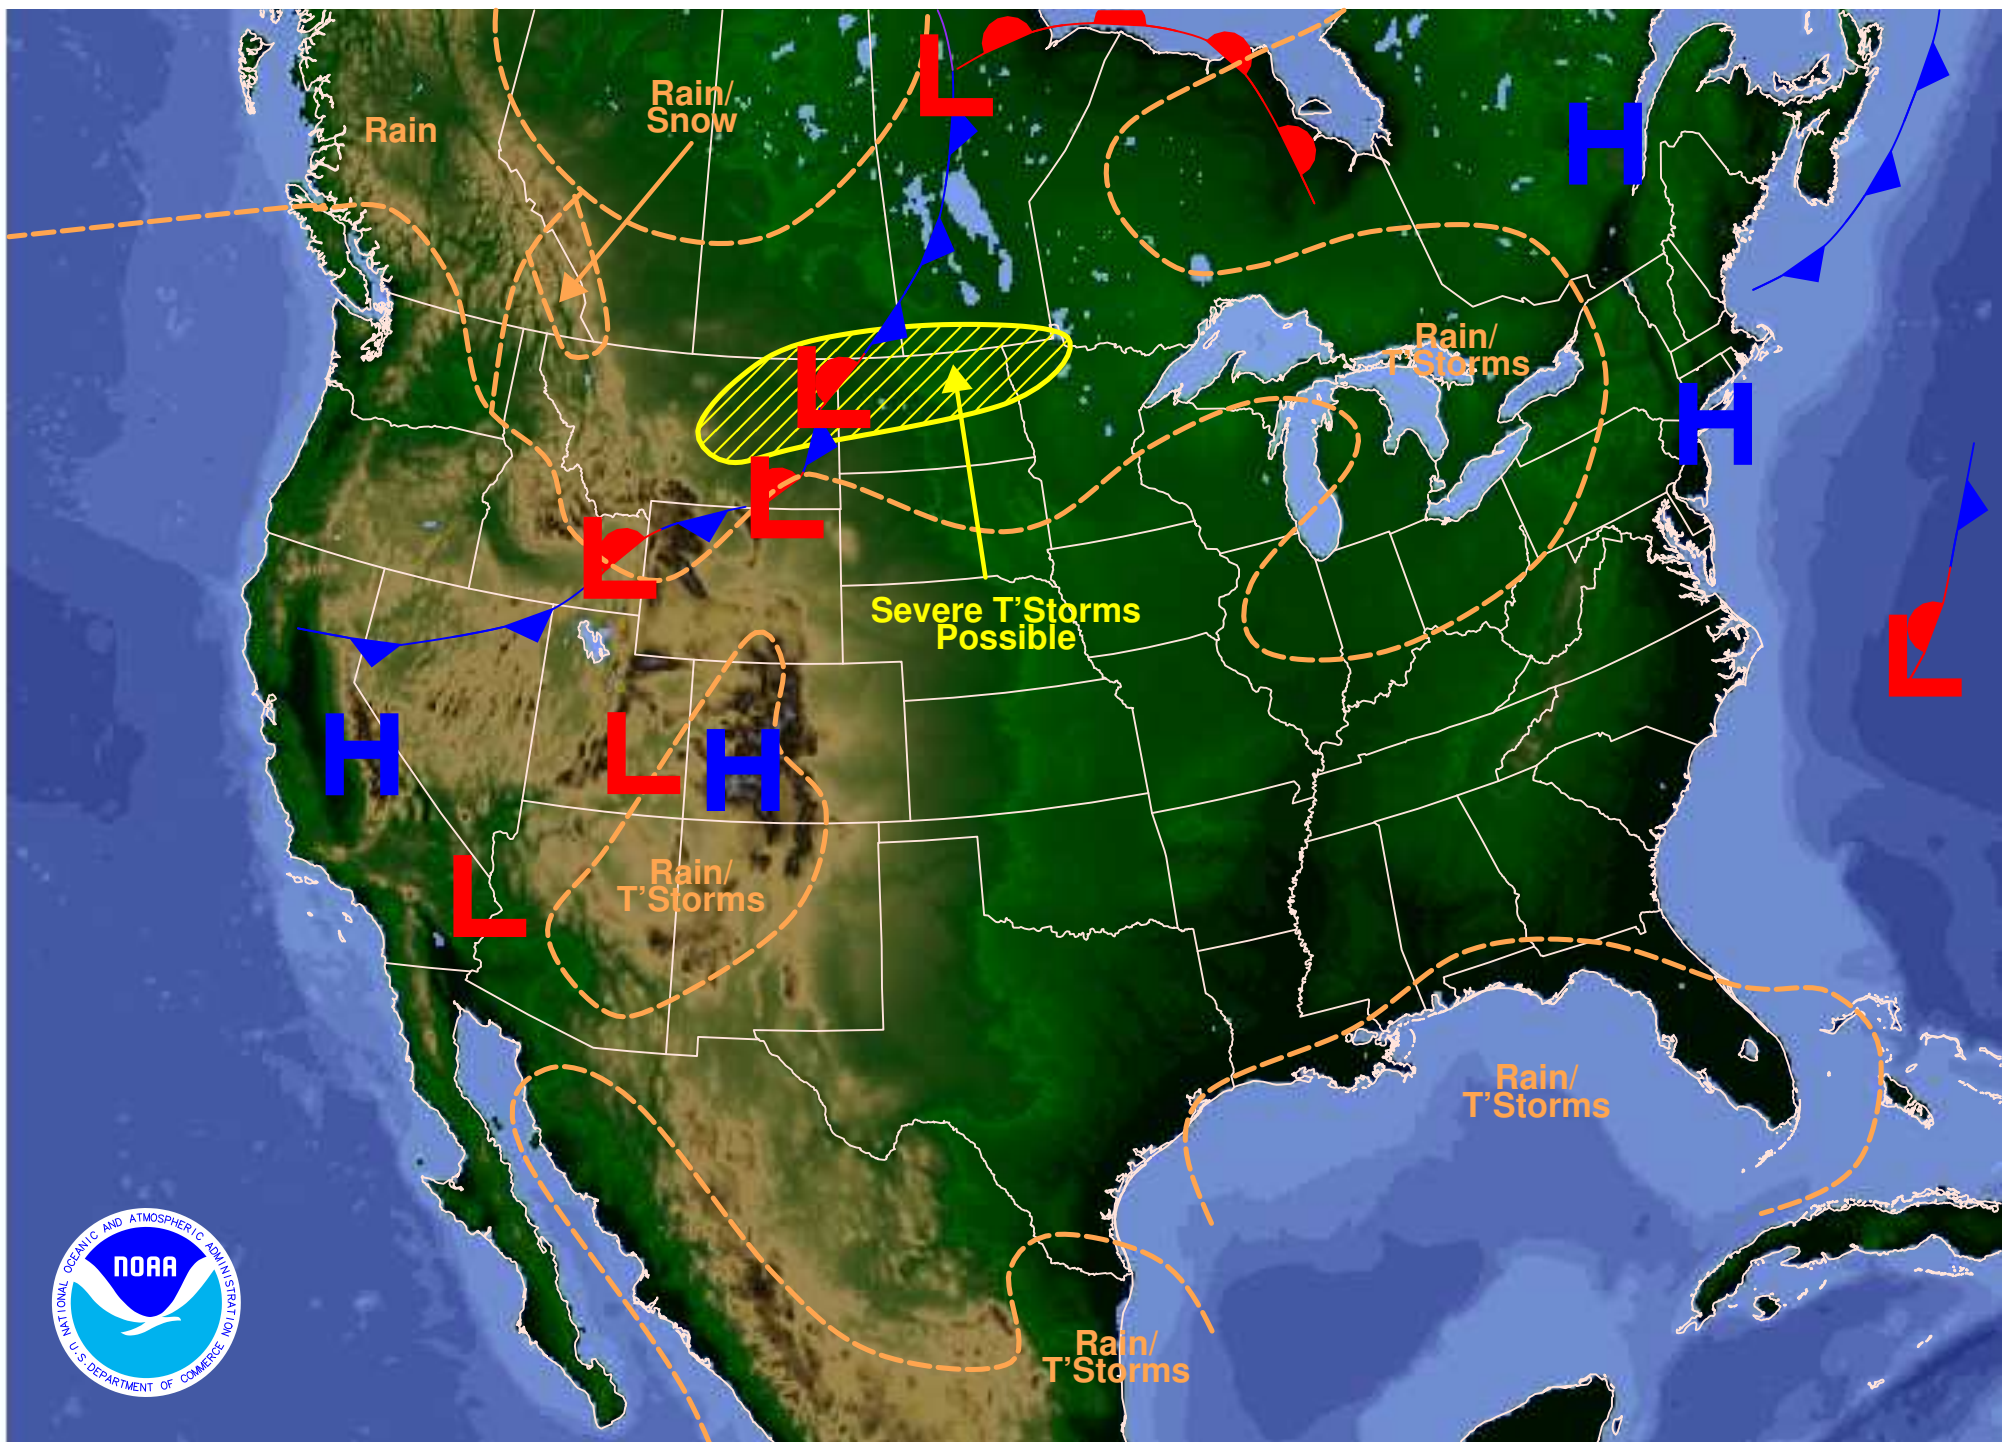 L
Rain/
Snow
Rain
H
Rain/
T'Storms
L
H
L
L
Severe T'Storms
Possible
L
H
L
H
L
Rain/
T'Storms
Rain/
T'Storms
Rain/
T'Storms
NATIONAL OCEANIC AND ATMOSPHERIC ADMINISTRATION
NOAA
U.S. DEPARTMENT OF COMMERCE